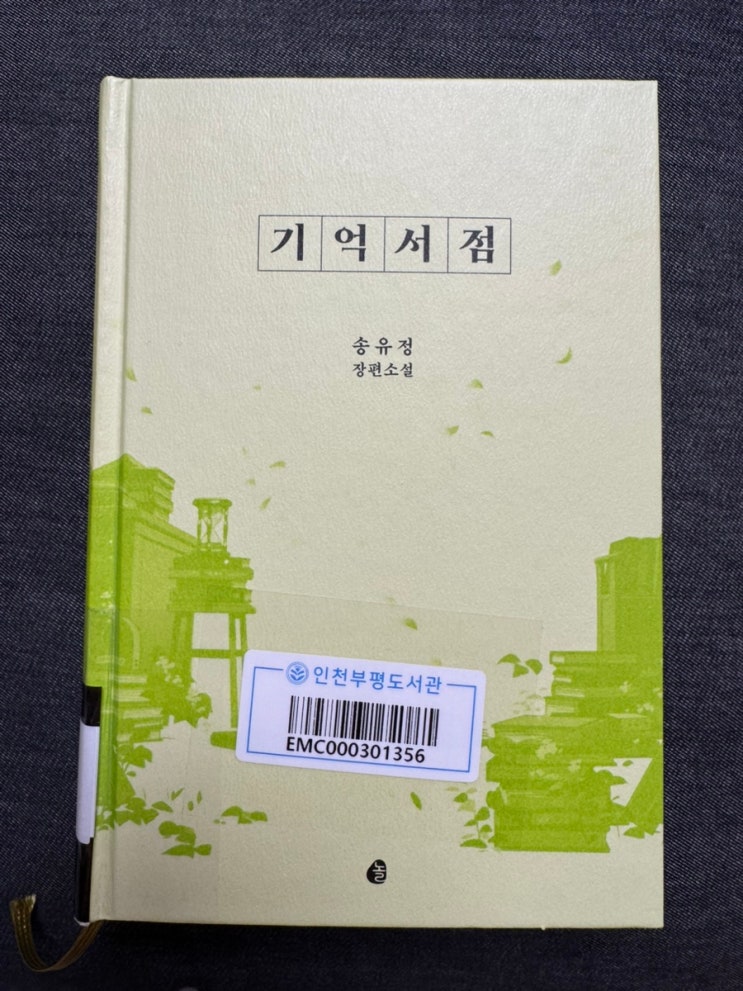 기억서점
송유정
장편소설
인천부평도서관
EMC000301356
놀